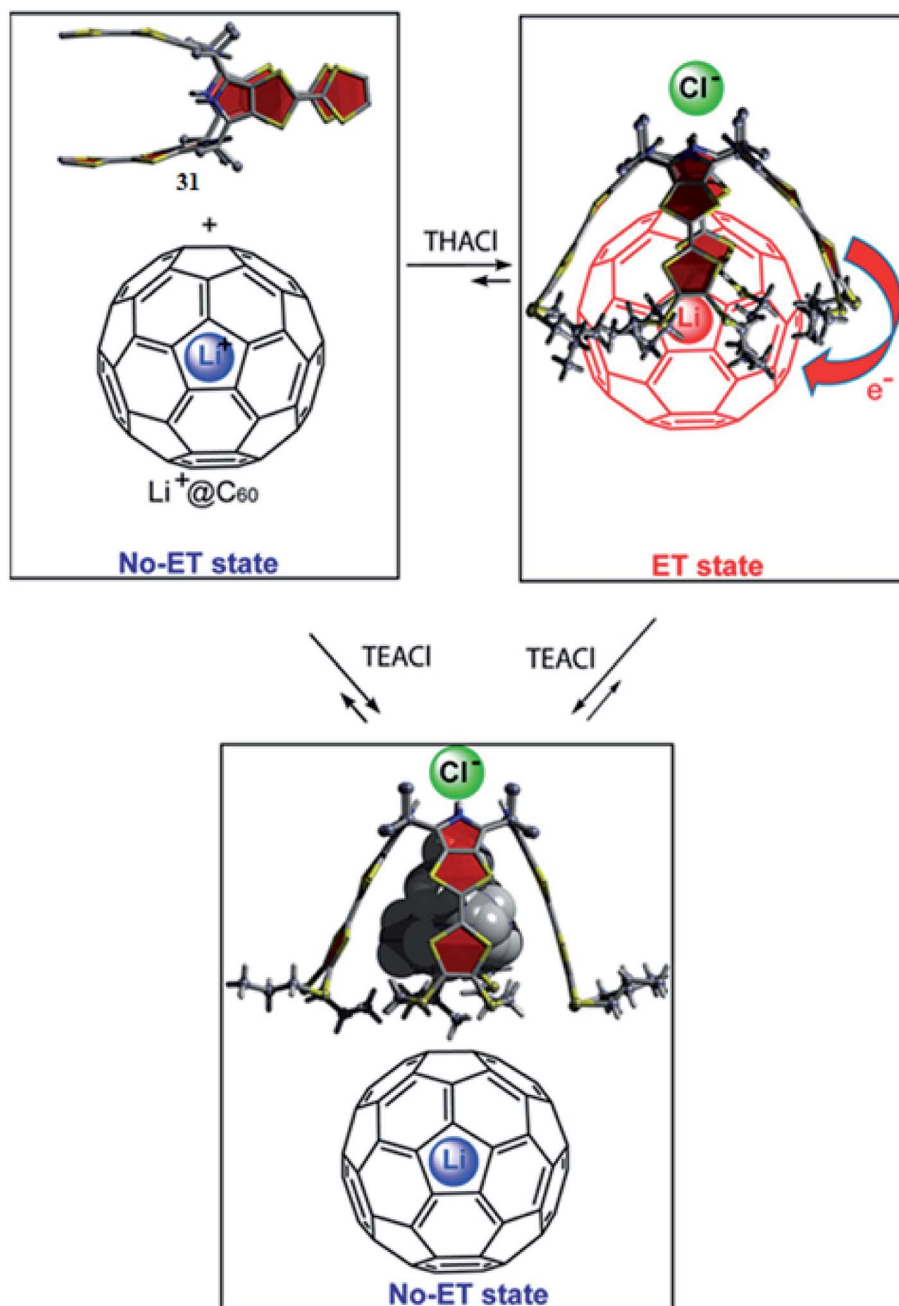 31
+
Li+
Li+@C60
No-ET state
THACl
Cl-
Li
e-
ET state
TEACl
TEACl
Cl-
Li
No-ET state